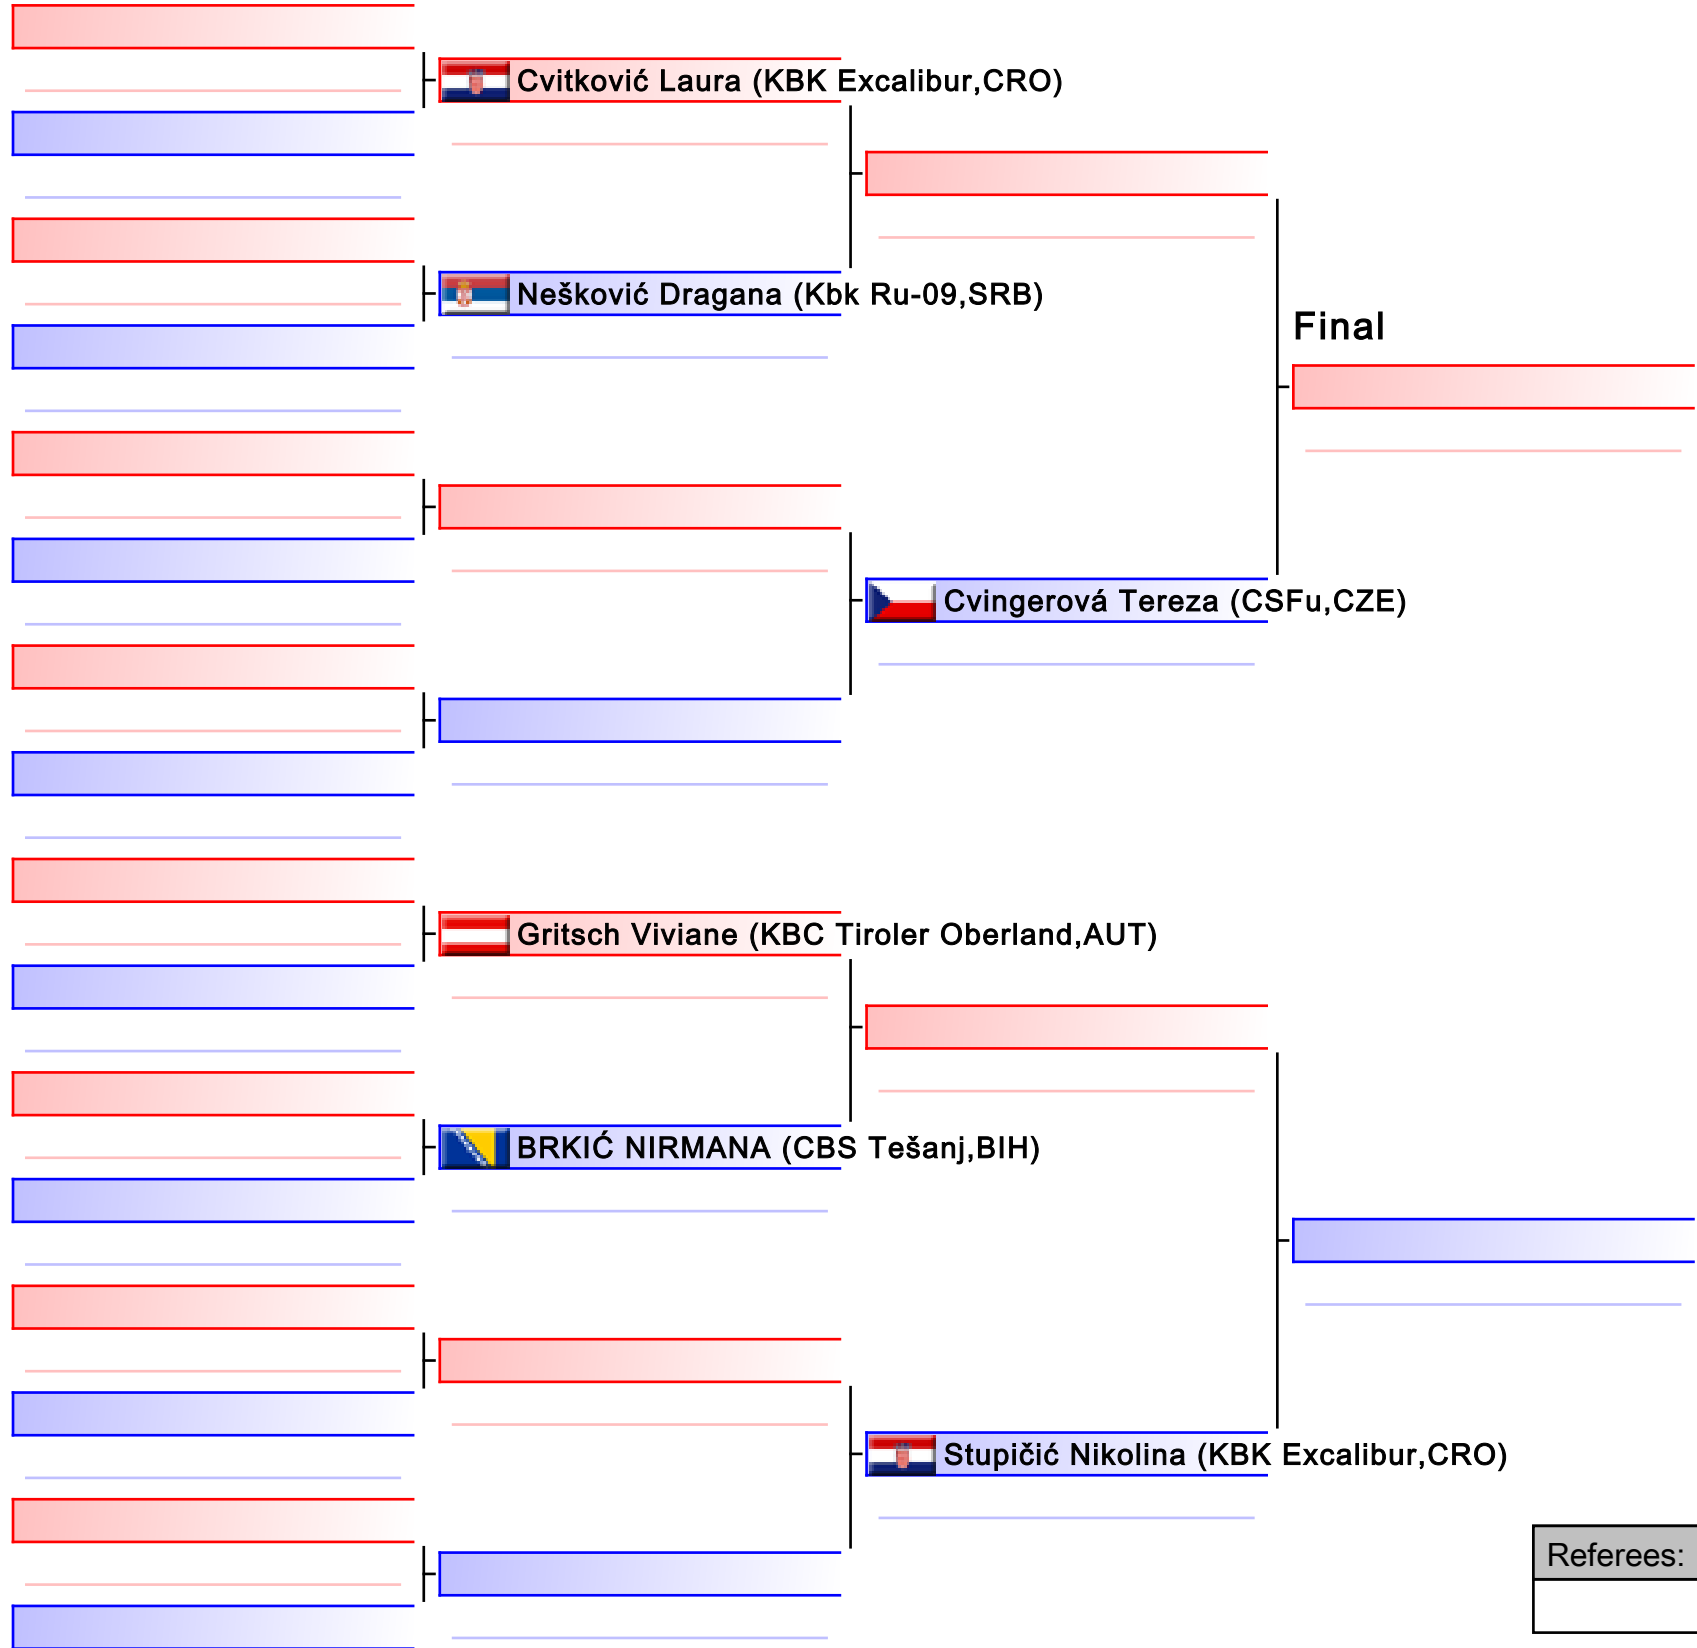 Cvitković Laura (KBK Excalibur,CRO)
Nešković Dragana (Kbk Ru-09,SRB)
Final
Cvingerová Tereza (CSFu,CZE)
Gritsch Viviane (KBC Tiroler Oberland,AUT)
BRKIĆ NIRMANA (CBS Tešanj,BIH)
Stupičić Nikolina (KBK Excalibur,CRO)
Referees: